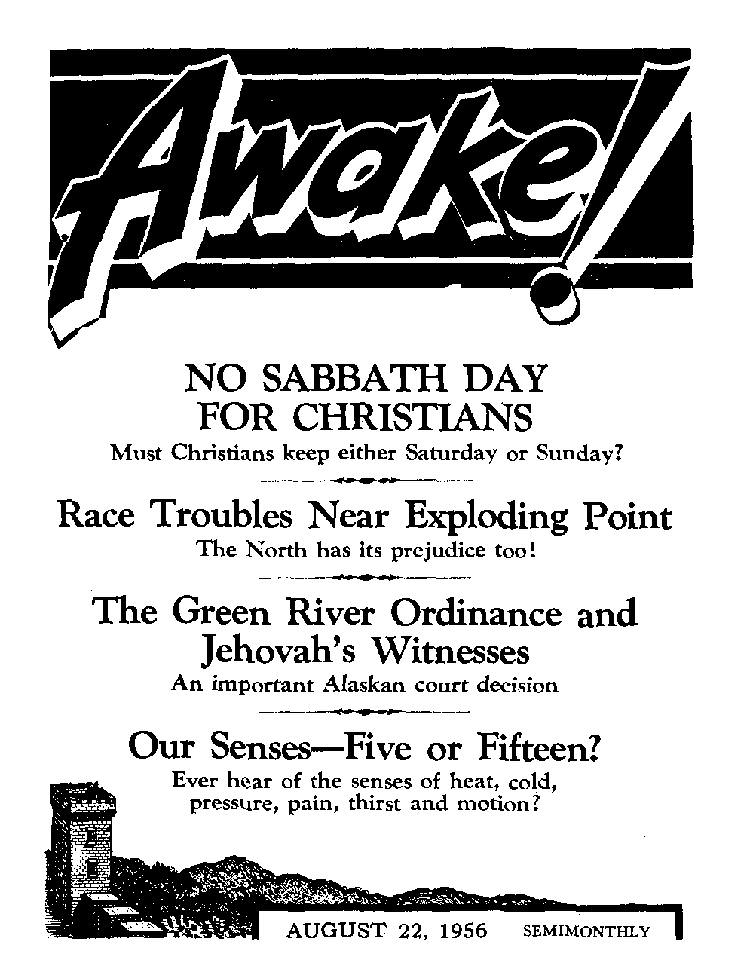 Awake!
NO SABBATH DAY
FOR CHRISTIANS
Must Christians keep either Saturday or Sunday?
Race Troubles Near Exploding Point
The North has its prejudice too!
The Green River Ordinance and
Jehovah's Witnesses
An important Alaskan court decision
Our Senses—Five or Fifteen?
Ever hear of the senses of heat, cold,
pressure, pain, thirst and motion?
AUGUST 22, 1956 SEMIMONTHLY